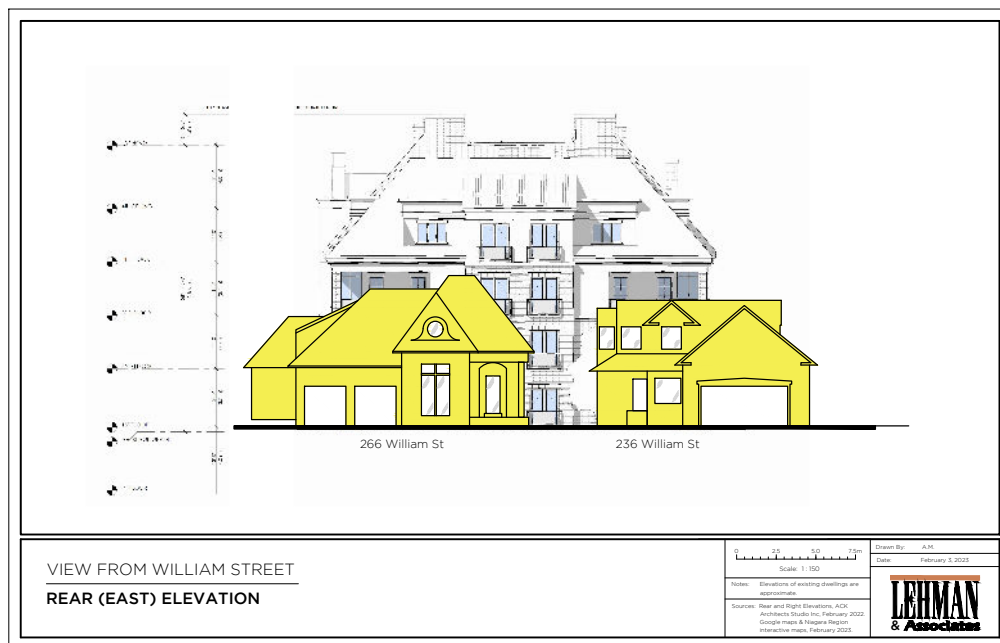 266 William St
236 William St
VIEW FROM WILLIAM STREET
REAR (EAST) ELEVATION
0 2.5 5.0 7.5m
Scale: 1 : 150
Notes: Elevations of existing dwellings are
approximate.
Sources: Rear and Right Elevations, ACK
Architects Studio Inc, February 2022.
Google maps & Niagara Region
interactive maps, February 2023.
Drawn By: A.M.
Date: February 3, 2023
LEHMAN
& Associates